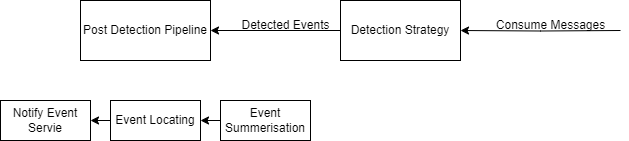 Post Detection Pipeline
Detected Events
Detection Strategy
Consume Messages
Notify Event
Servie
Event Locating
Event
Summerisation